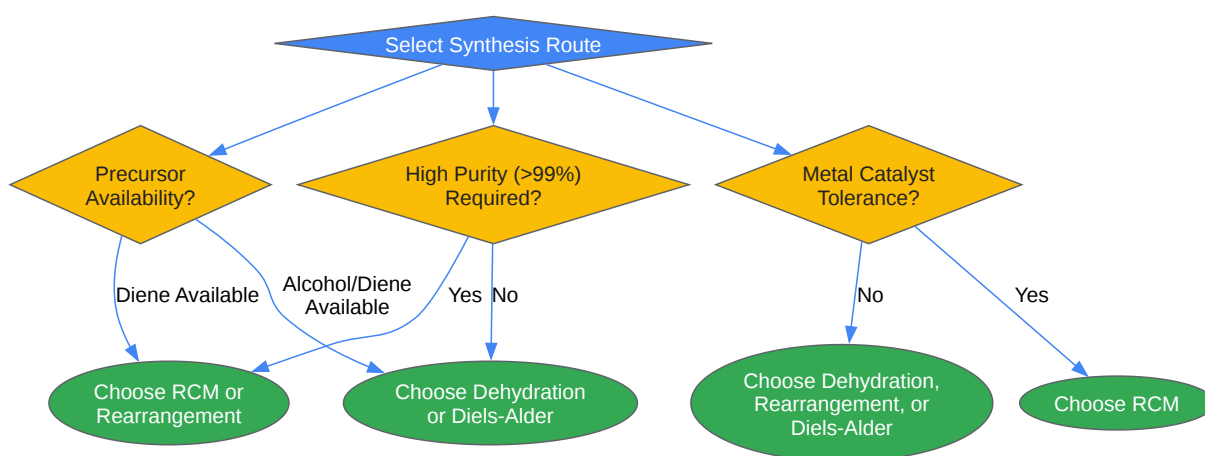 Select Synthesis Route
Precursor
Availability?
High Purity (>99%)
Required?
Metal Catalyst
Tolerance?
Diene Available
Alcohol/Diene
Available
Yes
No
No
Yes
Choose RCM or
Rearrangement
Choose Dehydration
or Diels-Alder
Choose Dehydration,
Rearrangement, or
Diels-Alder
Choose RCM